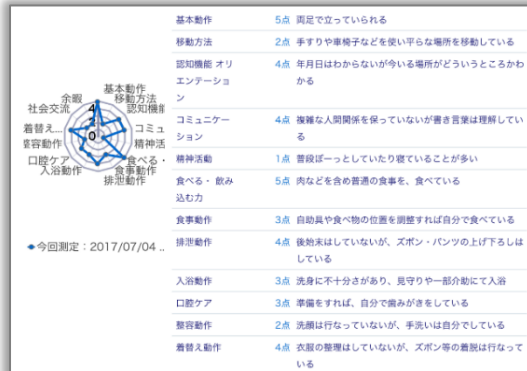 基本動作 5点 両足で立っていられる
移動方法 2点 手すりや車椅子などを使い平らな場所を移動している
認知機能 オリ 4点 年月日はわからないが今いる場所がどういうところかわ
エンテーショ かる
ン
コミュニケー 4点 複雑な人間関係を保っていないが書き言葉は理解してい
ション る
精神活動 1点 普段ぼーっとしていたり寝ていることが多い
食べる・ 飲み 5点 肉などを含め普通の食事を、食べている
込む力
食事動作 3点 自助具や食べ物の位置を調整すれば自分で食べている
排泄動作 4点 後始末はしていないが、ズボン・パンツの上げ下ろしは
している
入浴動作 3点 洗身に不十分さがあり、見守りや一部介助にて入浴
口腔ケア 3点 準備をすれば、自分で歯みがきをしている
整容動作 2点 洗顔は行なっていないが、手洗いは自分でしている
着替え動作 4点 衣服の整理はしていないが、ズボン等の着脱は行なって
いる
基本動作
移動方法
認知機能
コミュ
精神活
食べる・
食事動作
排泄動作
入浴動作
口腔ケア
容動作
着替え...
社会交流
余暇
4
2
0
今回測定：2017/07/04 ..